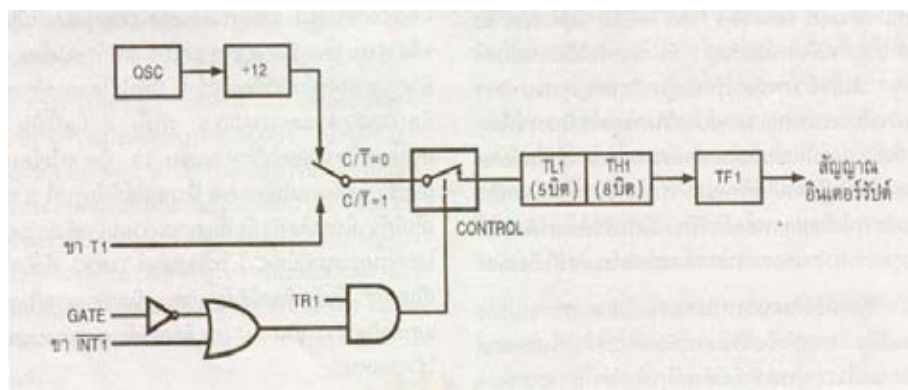 OSC
÷12
C/T̅=0
C/T̅=1
TL1
(5บิต)
TH1
(8บิต)
TF1
สัญญาณ
อินเตอร์รัปต์
CONTROL
ขา T1
TR1
GATE
ขา I̅N̅T̅1̅